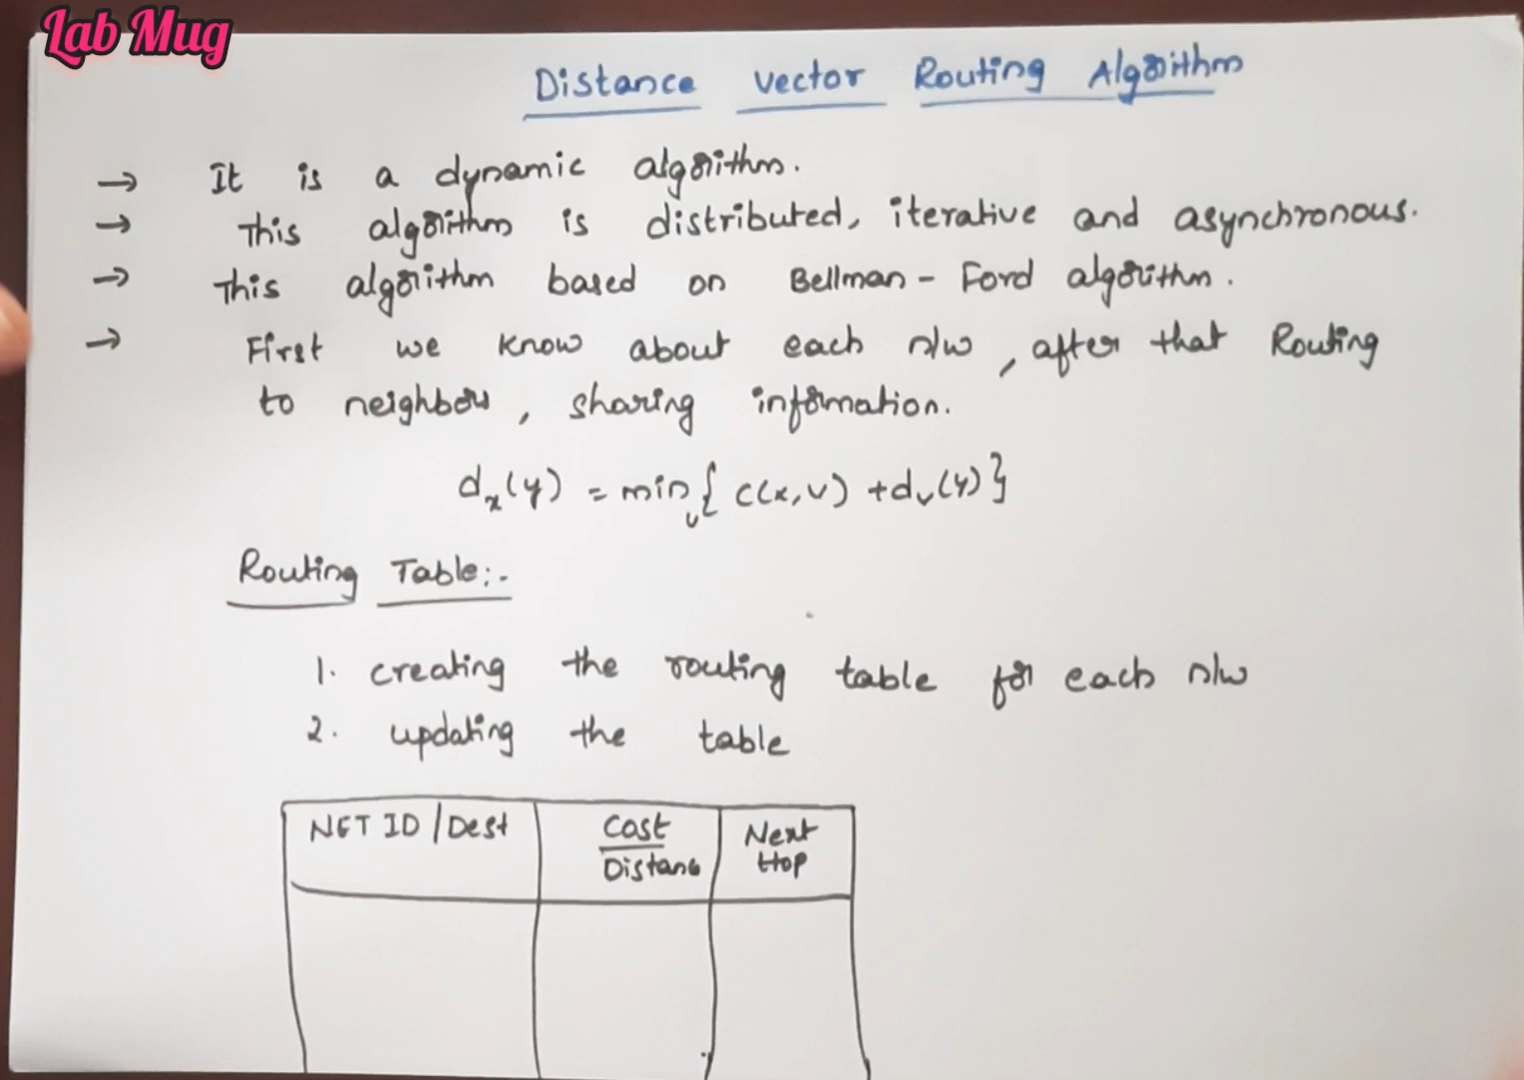 Lab Mug
Distance vector Routing Algorithm
→ It is a dynamic algorithm.
→ This algorithm is distributed, iterative and asynchronous.
→ This algorithm based on Bellman - Ford algorithm.
→ First we know about each n/w, after that Routing
to neighbors, sharing information.
dₓ(y) = minᵥ{ c(x,v) + dᵥ(y)}
Routing Table:-
1. creating the routing table for each n/w
2. updating the table
NET ID / Dest
Cost
Distanc
Next
Hop